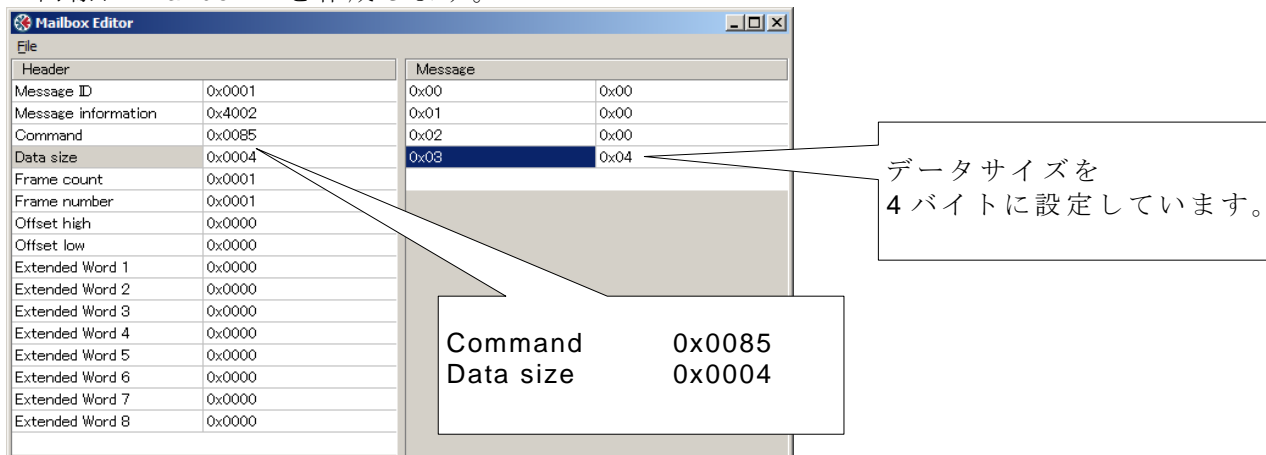 Mailbox Editor
File
Header
Message ID 0x0001
Message information 0x4002
Command 0x0085
Data size 0x0004
Frame count 0x0001
Frame number 0x0001
Offset high 0x0000
Offset low 0x0000
Extended Word 1 0x0000
Extended Word 2 0x0000
Extended Word 3 0x0000
Extended Word 4 0x0000
Extended Word 5 0x0000
Extended Word 6 0x0000
Extended Word 7 0x0000
Extended Word 8 0x0000
Message
0x00 0x00
0x01 0x00
0x02 0x00
0x03 0x04
データサイズを
4バイトに設定しています。
Command 0x0085
Data size 0x0004